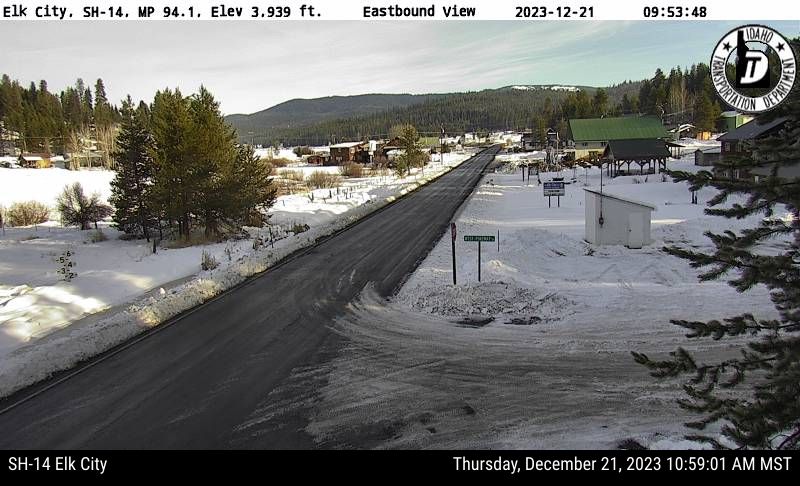 Elk City, SH-14, MP 94.1, Elev 3,939 ft. Eastbound View 2023-12-21 09:53:48
IDAHO
TRANSPORTATION DEPARTMENT
SH-14 Elk City Thursday, December 21, 2023 10:59:01 AM MST